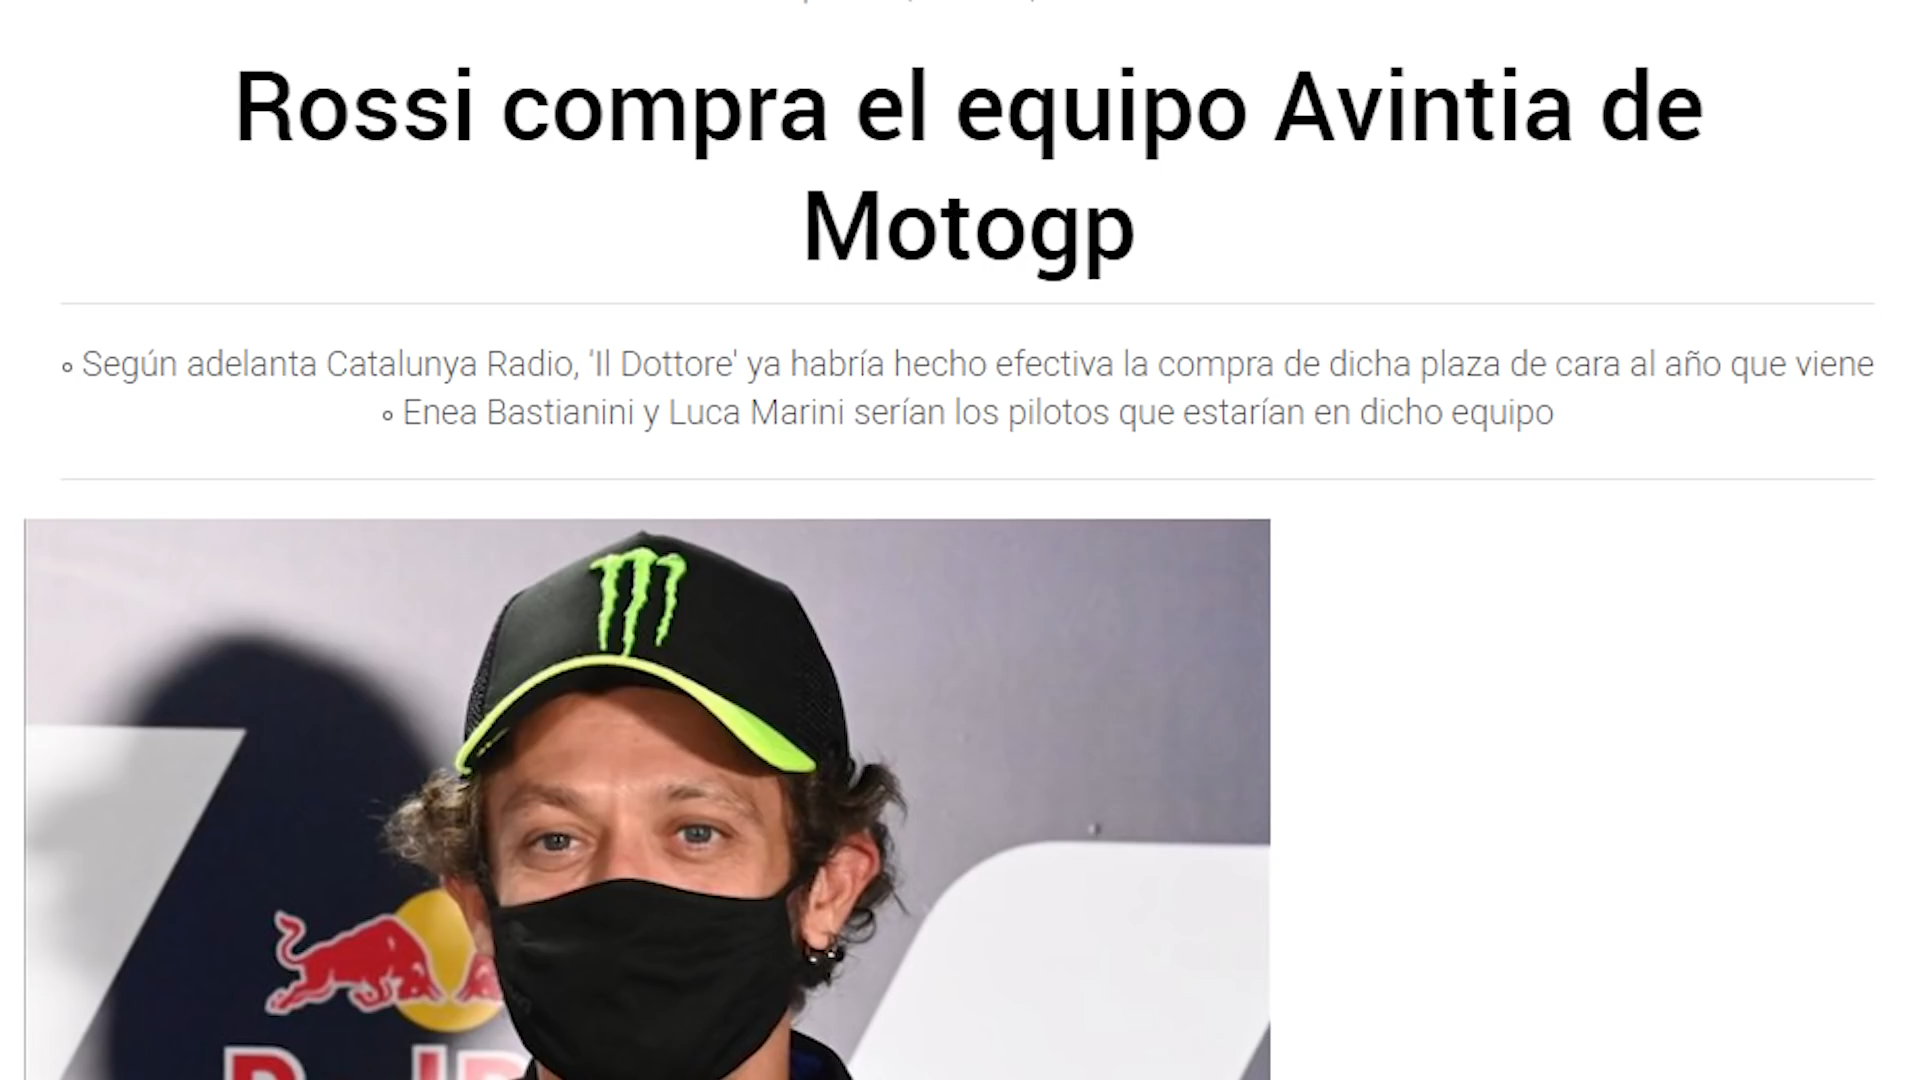 Rossi compra el equipo Avintia de
Motogp
◦ Según adelanta Catalunya Radio, 'Il Dottore' ya habría hecho efectiva la compra de dicha plaza de cara al año que viene
◦ Enea Bastianini y Luca Marini serían los pilotos que estarían en dicho equipo